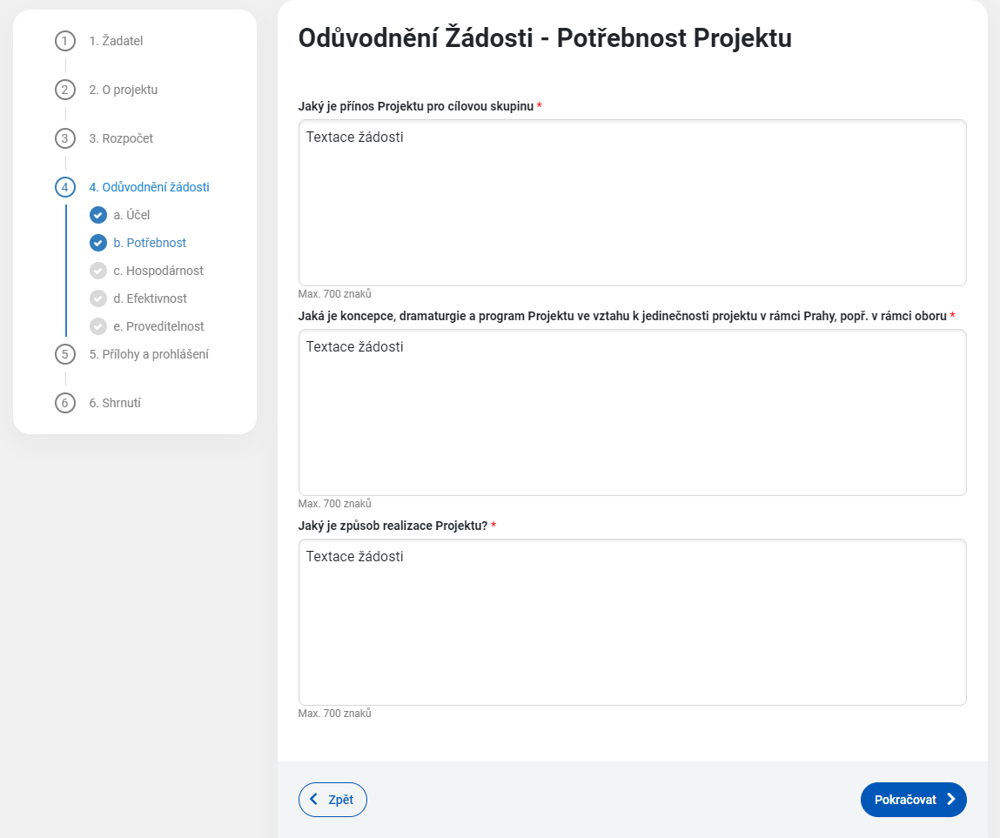 1 1. Žadatel
2 2. O projektu
3 3. Rozpočet
4 4. Odůvodnění žádosti
a. Účel
b. Potřebnost
c. Hospodárnost
d. Efektivnost
e. Proveditelnost
5 5. Přílohy a prohlášení
6 6. Shrnutí
Odůvodnění Žádosti - Potřebnost Projektu
Jaký je přínos Projektu pro cílovou skupinu *
Textace žádosti
Max. 700 znaků
Jaká je koncepce, dramaturgie a program Projektu ve vztahu k jedinečnosti projektu v rámci Prahy, popř. v rámci oboru *
Textace žádosti
Max. 700 znaků
Jaký je způsob realizace Projektu? *
Textace žádosti
Max. 700 znaků
Zpět
Pokračovat